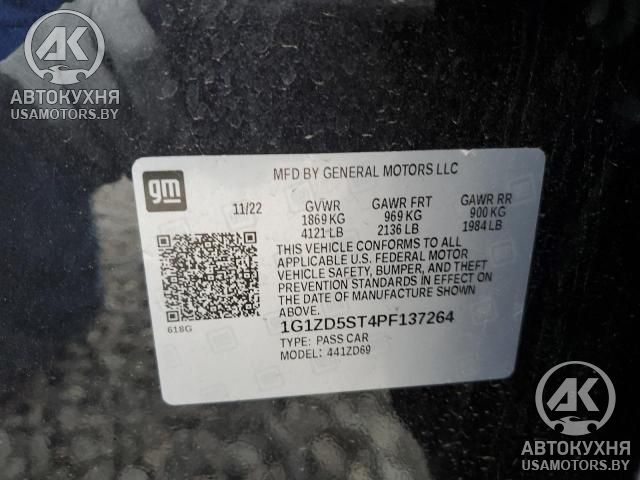 АК
АВТОКУХНЯ
USAMOTORS.BY
gm
MFD BY GENERAL MOTORS LLC
11/22
GVWR GAWR FRT GAWR RR
1869 KG 969 KG 900 KG
4121 LB 2136 LB 1984 LB
THIS VEHICLE CONFORMS TO ALL
APPLICABLE U.S. FEDERAL MOTOR
VEHICLE SAFETY, BUMPER, AND THEFT
PREVENTION STANDARDS IN EFFECT
ON THE DATE OF MANUFACTURE SHOWN
ABOVE.
618G
1G1ZD5ST4PF137264
TYPE: PASS CAR
MODEL: 441ZD69
АК
АВТОКУХНЯ
USAMOTORS.BY